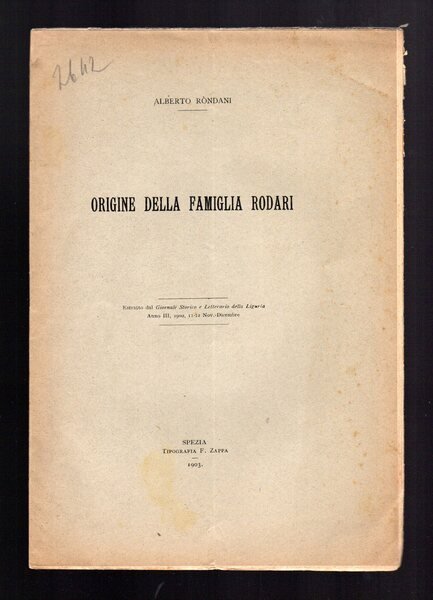 2642
ALBERTO RÒNDANI
ORIGINE DELLA FAMIGLIA RODARI
Estratto dal Giornale Storico e Letterario della Liguria
Anno III, 1902, 11-12 Nov.-Dicembre
SPEZIA
TIPOGRAFIA F. ZAPPA
1903.